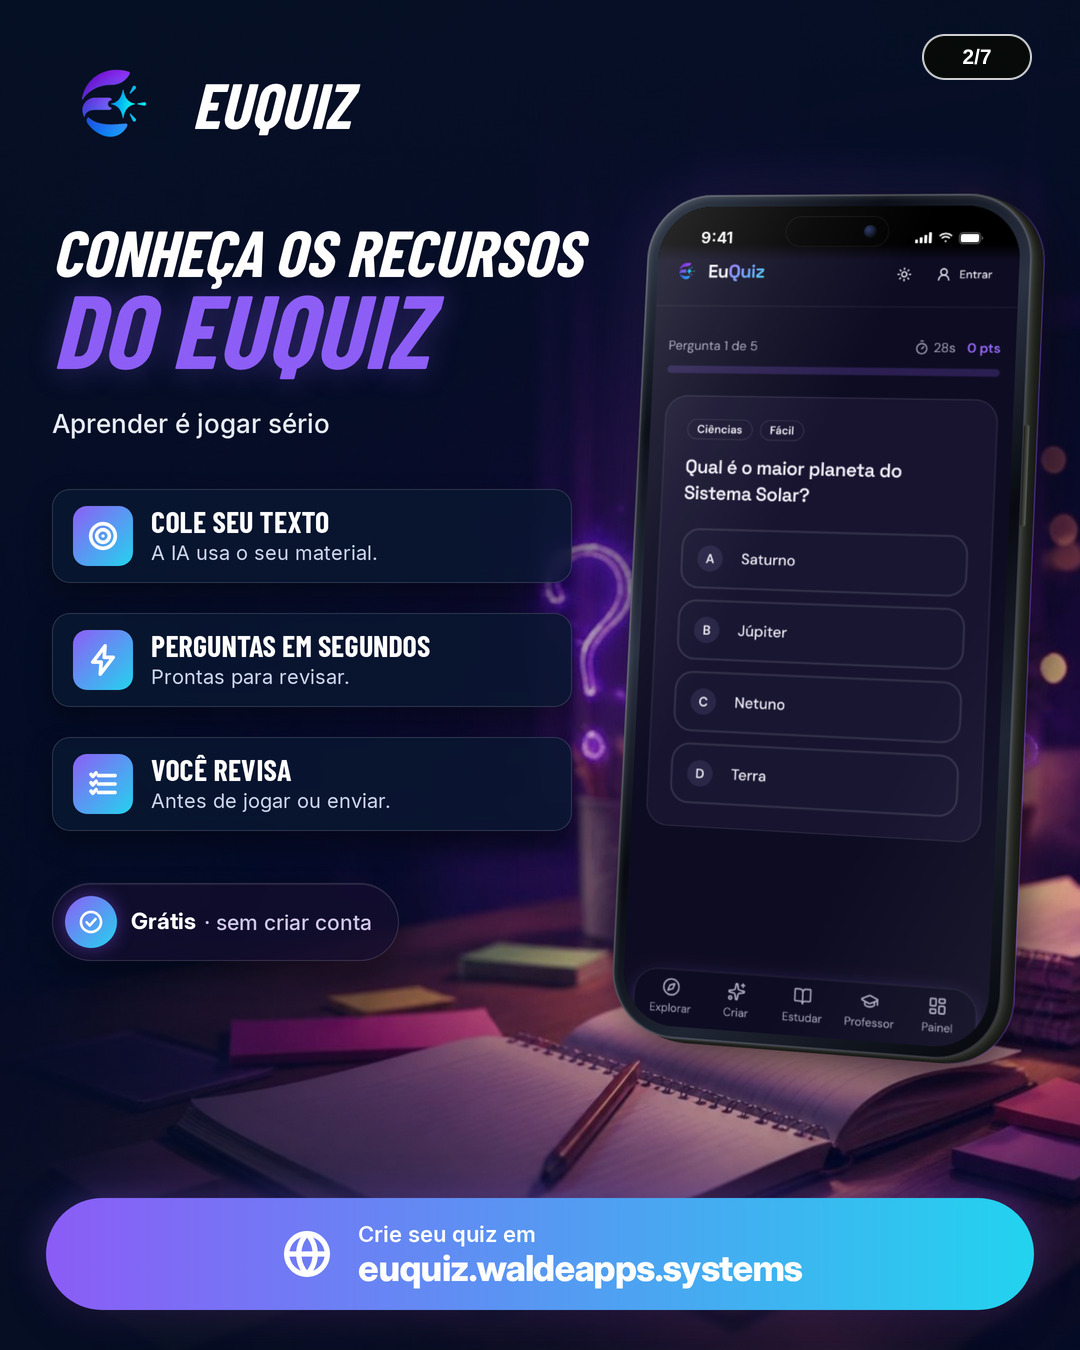 2/7
EUQUIZ
CONHEÇA OS RECURSOS
DO EUQUIZ
Aprender é jogar sério
COLE SEU TEXTO
A IA usa o seu material.
PERGUNTAS EM SEGUNDOS
Prontas para revisar.
VOCÊ REVISA
Antes de jogar ou enviar.
Grátis · sem criar conta
9:41
EuQuiz
Entrar
Pergunta 1 de 5
28s 0 pts
Ciências Fácil
Qual é o maior planeta do
Sistema Solar?
A Saturno
B Júpiter
C Netuno
D Terra
Explorar Criar Estudar Professor Painel
?
Crie seu quiz em
euquiz.waldeapps.systems